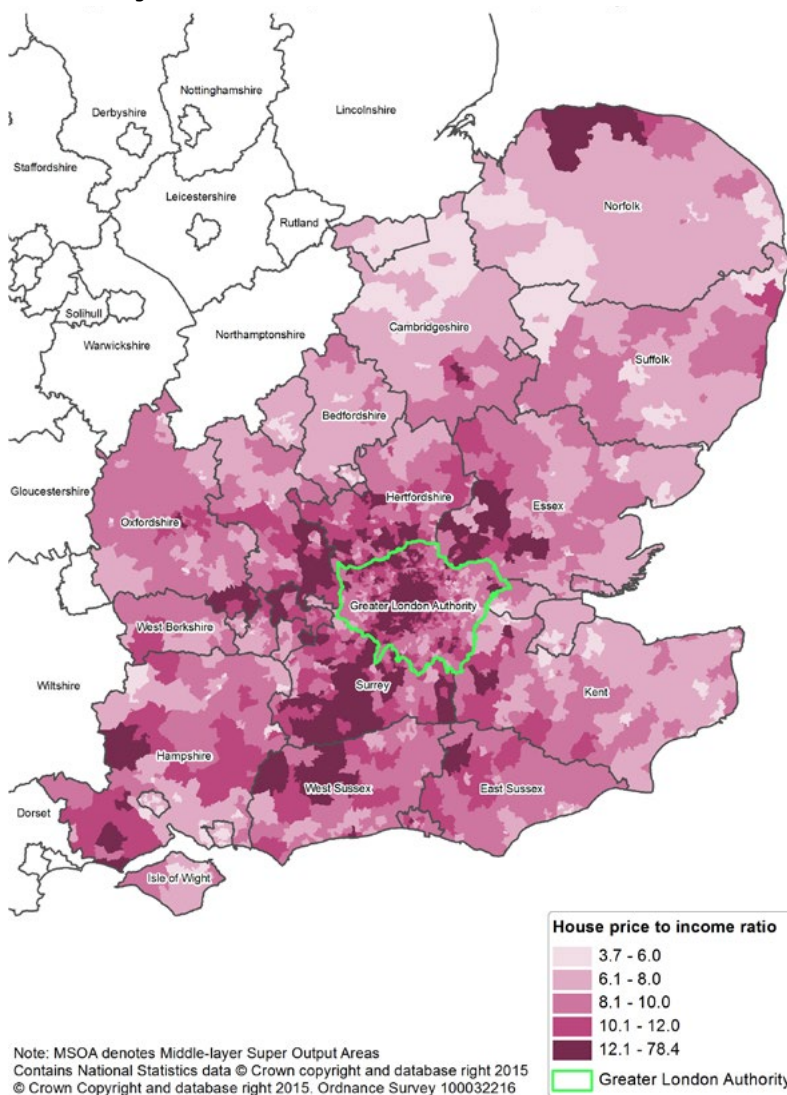 Nottinghamshire
Derbyshire
Lincolnshire
Staffordshire
Leicestershire
Rutland
Norfolk
Solihull
Warwickshire
Northamptonshire
Cambridgeshire
Suffolk
Bedfordshire
Gloucestershire
Oxfordshire
Hertfordshire
Essex
Greater London Authority
West Berkshire
Wiltshire
Surrey
Kent
Hampshire
West Sussex
East Sussex
Dorset
Isle of Wight
House price to income ratio
3.7 - 6.0
6.1 - 8.0
8.1 - 10.0
10.1 - 12.0
12.1 - 78.4
Greater London Authority
Note: MSOA denotes Middle-layer Super Output Areas
Contains National Statistics data © Crown copyright and database right 2015
© Crown Copyright and database right 2015. Ordnance Survey 100032216